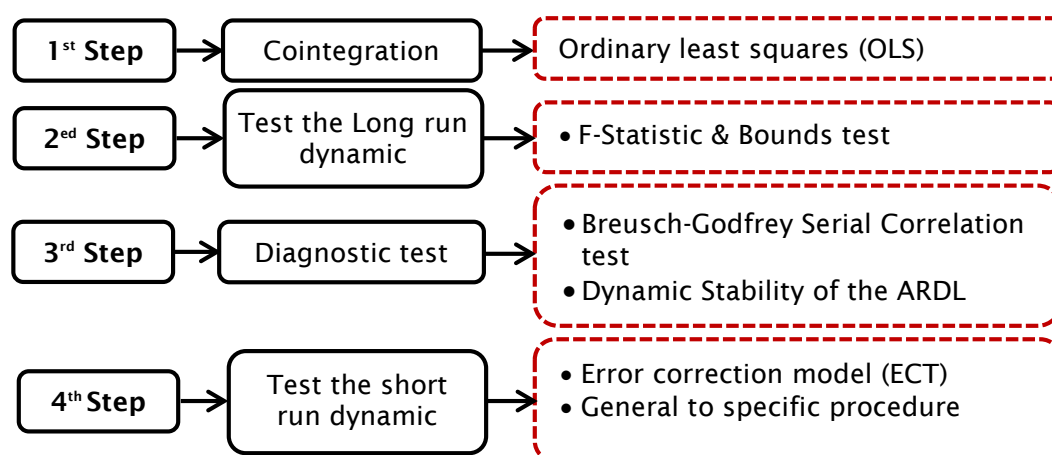 1st Step
Cointegration
Ordinary least squares (OLS)
2ed Step
Test the Long run
dynamic
• F-Statistic & Bounds test
3rd Step
Diagnostic test
• Breusch-Godfrey Serial Correlation
test
• Dynamic Stability of the ARDL
4th Step
Test the short
run dynamic
• Error correction model (ECT)
• General to specific procedure